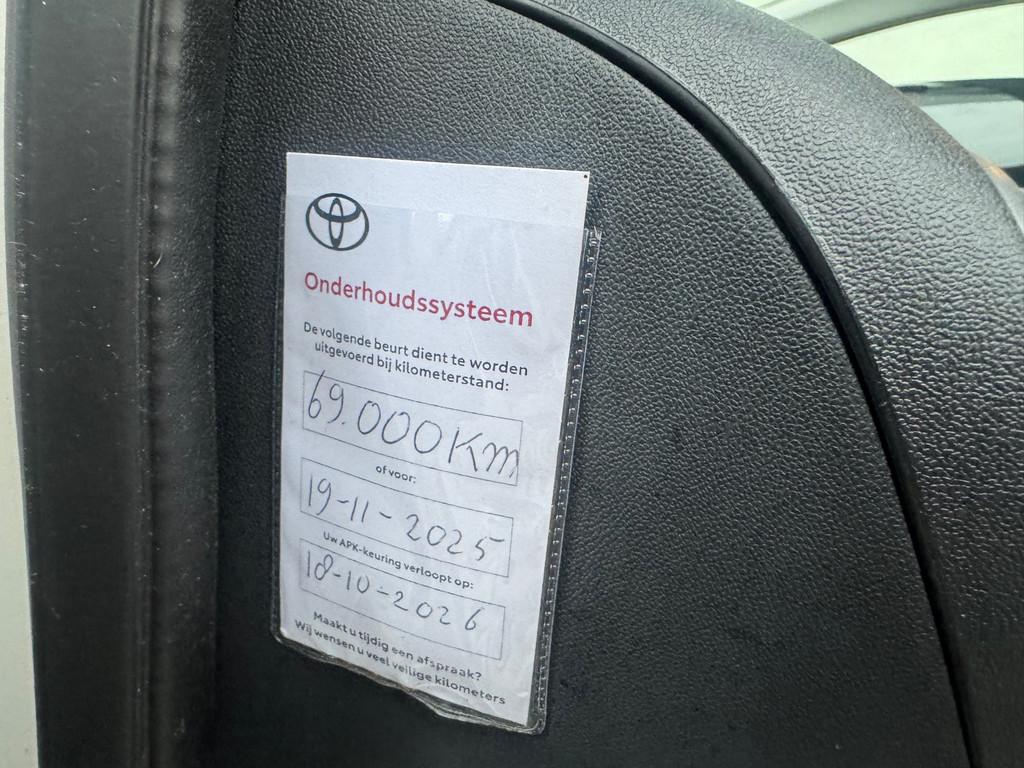 Onderhoudssysteem
De volgende beurt dient te worden
uitgevoerd bij kilometerstand:
69.000Km
of voor:
19-11-2025
Uw APK-keuring verloopt op:
18-10-2026
Maakt u tijdig een afspraak?
Wij wensen u veel veilige kilometers